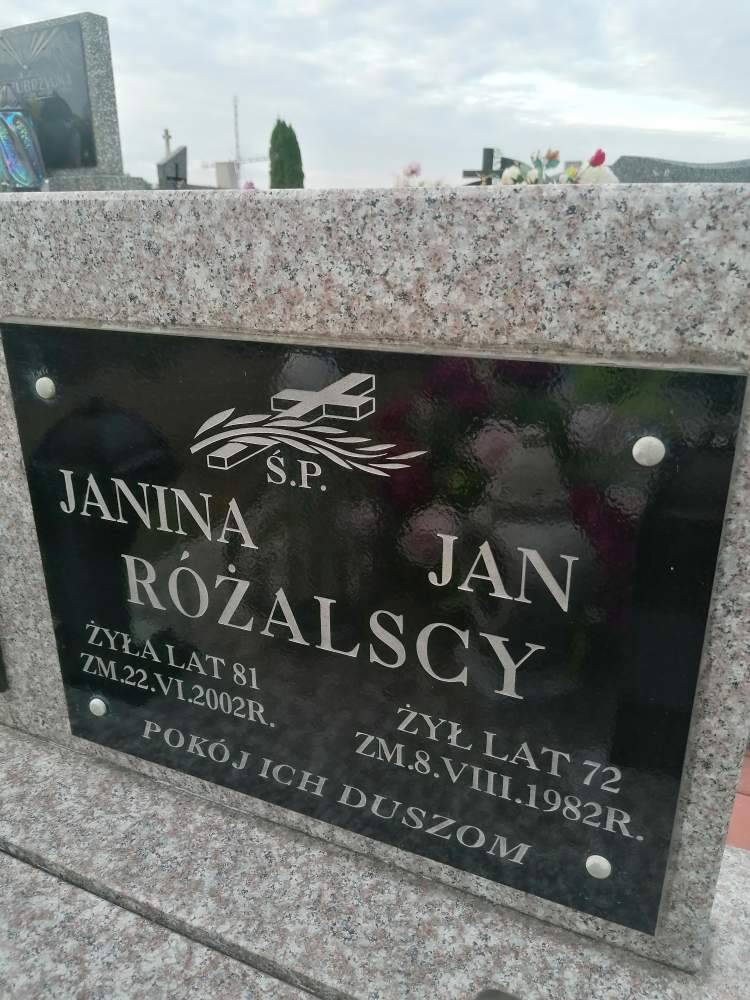 Ś.P.
JANINA JAN
RÓŻALSCY
ŻYŁA LAT 81
ZM.22.VI.2002R.
ŻYŁ LAT 72
ZM.8.VIII.1982R.
POKÓJ ICH DUSZOM